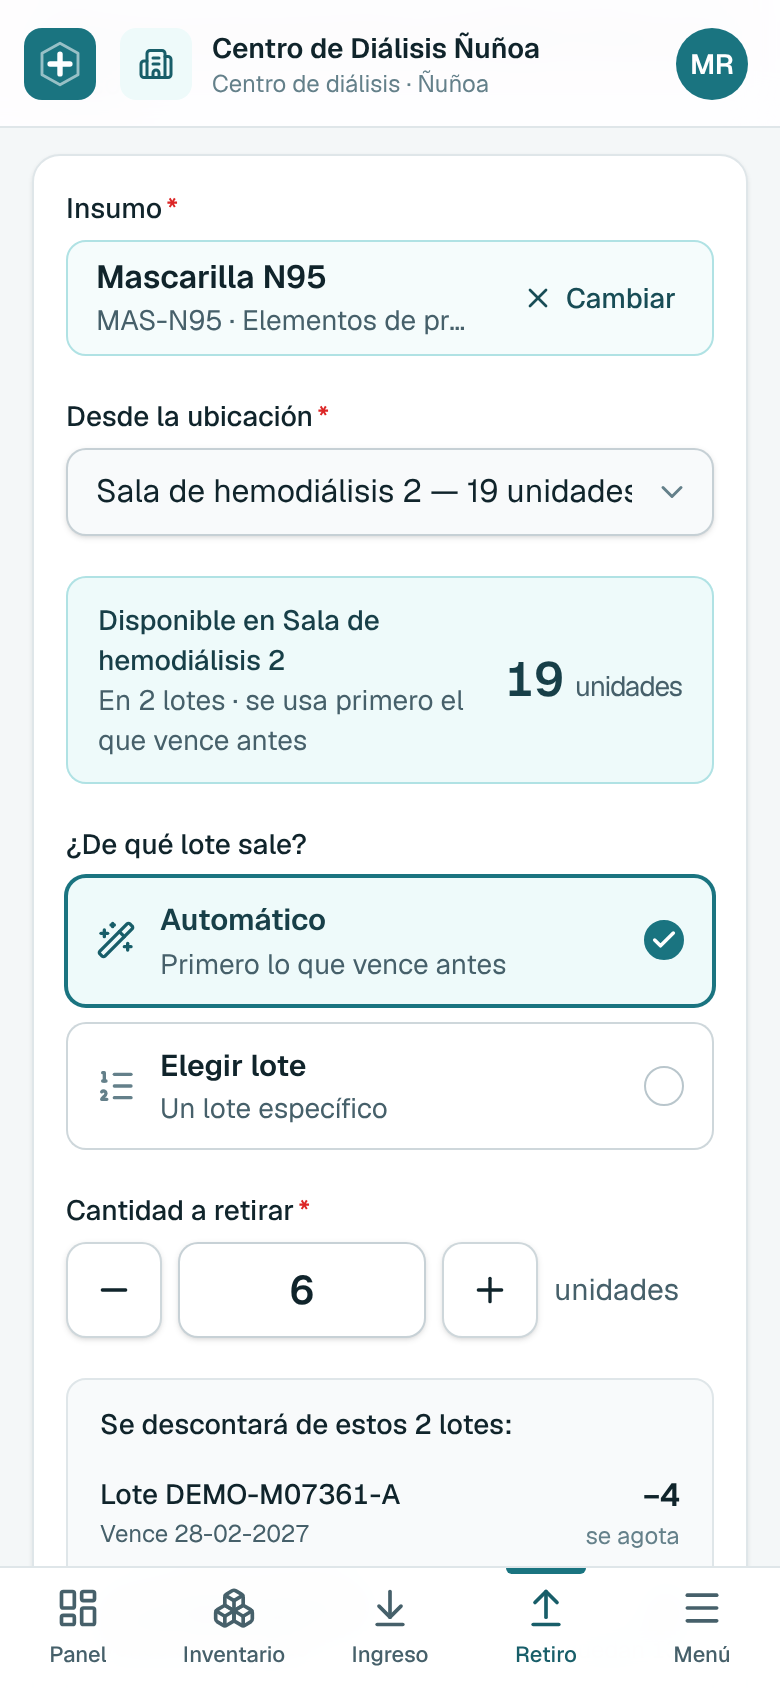 Centro de Diálisis Ñuñoa
Centro de diálisis · Ñuñoa
MR
Insumo *
Mascarilla N95
MAS-N95 · Elementos de pr...
Cambiar
Desde la ubicación *
Sala de hemodiálisis 2 — 19 unidades
Disponible en Sala de
hemodiálisis 2
En 2 lotes · se usa primero el
que vence antes
19 unidades
¿De qué lote sale?
Automático
Primero lo que vence antes
1
2
Elegir lote
Un lote específico
Cantidad a retirar *
6
unidades
Se descontará de estos 2 lotes:
Lote DEMO-M07361-A
−4
Vence 28-02-2027
se agota
Panel
Inventario
Ingreso
Retiro
Menú